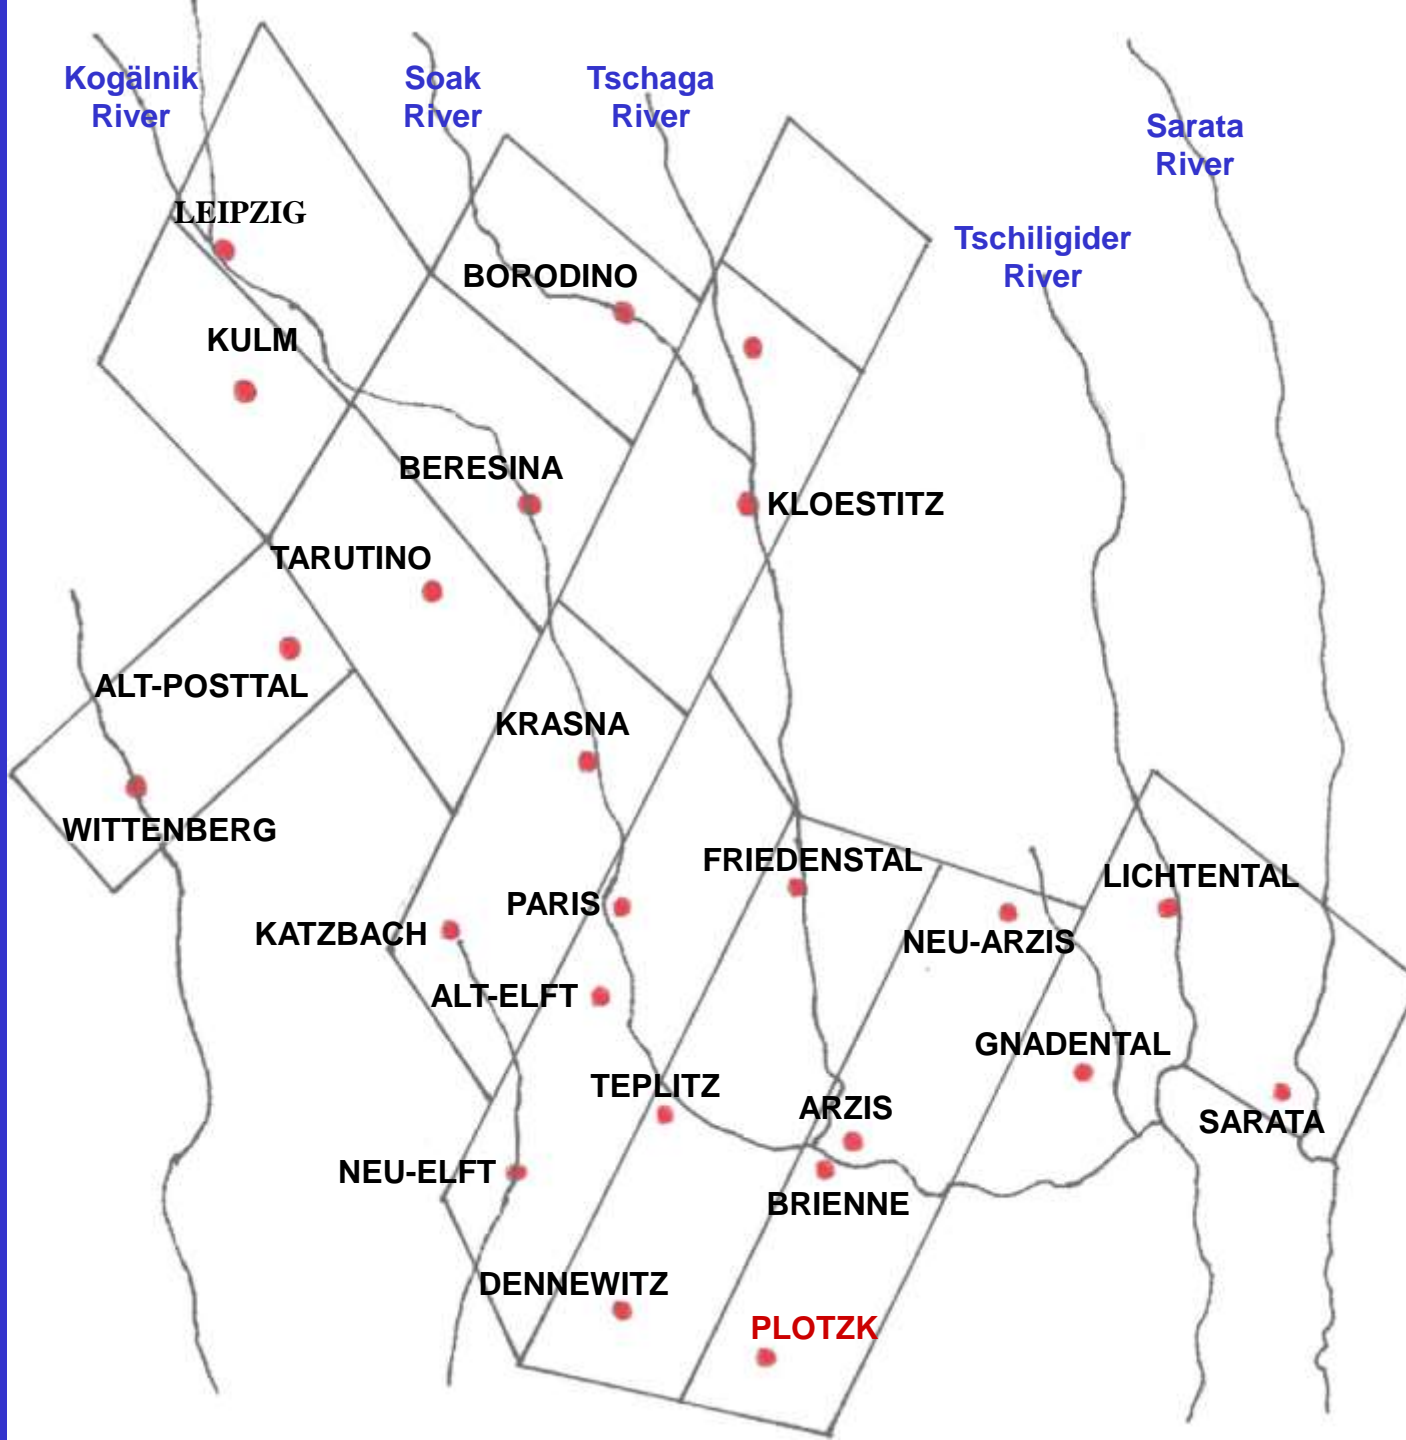 Kogälnik
River
Soak
River
Tschaga
River
Sarata
River
LEIPZIG
Tschiligider
River
BORODINO
KULM
BERESINA
KLOESTITZ
TARUTINO
ALT-POSTTAL
KRASNA
WITTENBERG
FRIEDENSTAL
LICHTENTAL
PARIS
KATZBACH
NEU-ARZIS
ALT-ELFT
GNADENTAL
TEPLITZ
ARZIS
SARATA
NEU-ELFT
BRIENNE
DENNEWITZ
PLOTZK